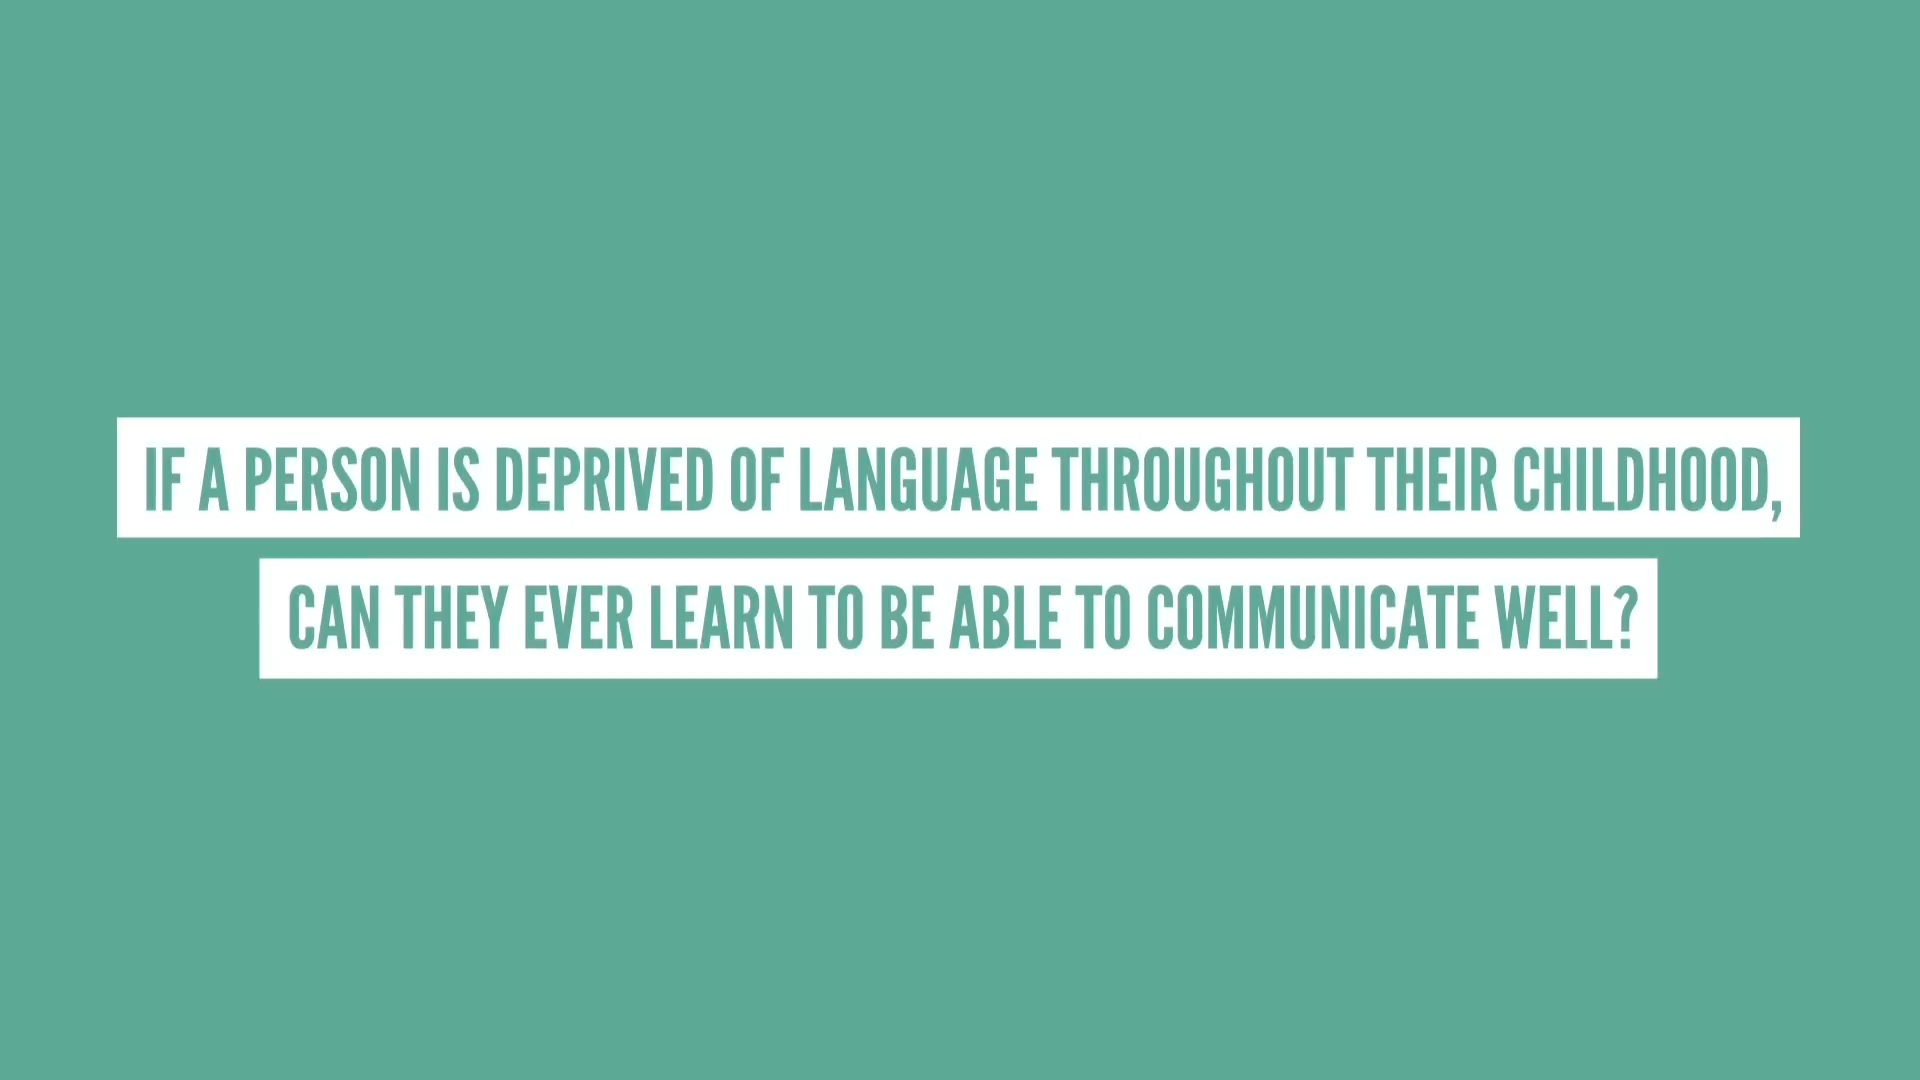 IF A PERSON IS DEPRIVED OF LANGUAGE THROUGHOUT THEIR CHILDHOOD,
CAN THEY EVER LEARN TO BE ABLE TO COMMUNICATE WELL?